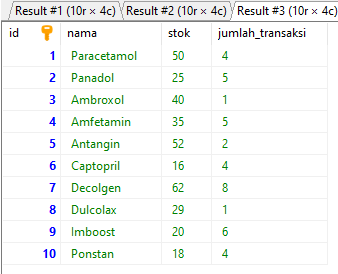 Result #1 (10r × 4c) Result #2 (10r × 4c) Result #3 (10r × 4c)
id nama stok jumlah_transaksi
1 Paracetamol 50 4
2 Panadol 25 5
3 Ambroxol 40 1
4 Amfetamin 35 5
5 Antangin 52 2
6 Captopril 16 4
7 Decolgen 62 8
8 Dulcolax 29 1
9 Imboost 20 6
10 Ponstan 18 4